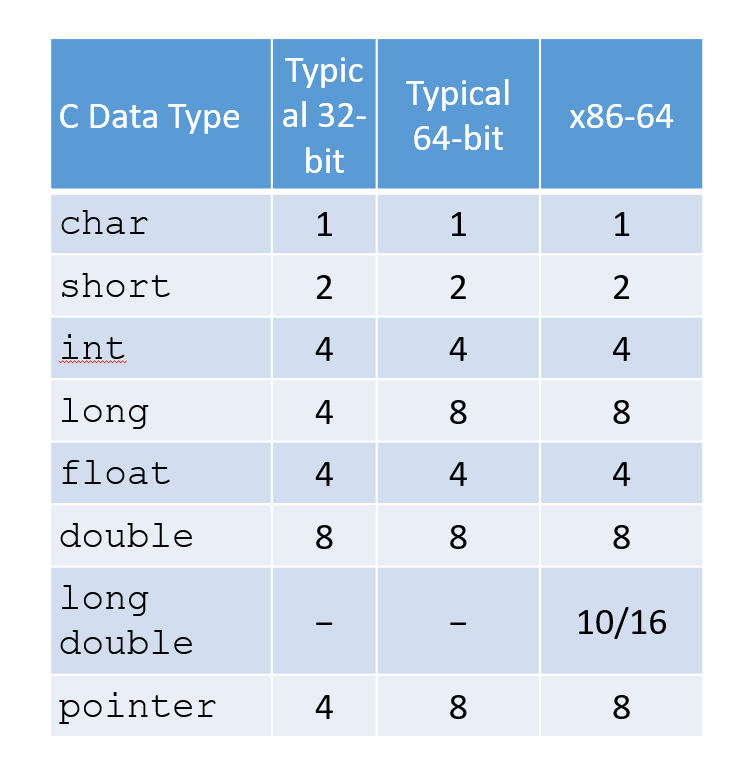 C Data Type Typic al 32- bit Typical 64-bit x86-64
char 1 1 1
short 2 2 2
int 4 4 4
long 4 8 8
float 4 4 4
double 8 8 8
long double – – 10/16
pointer 4 8 8